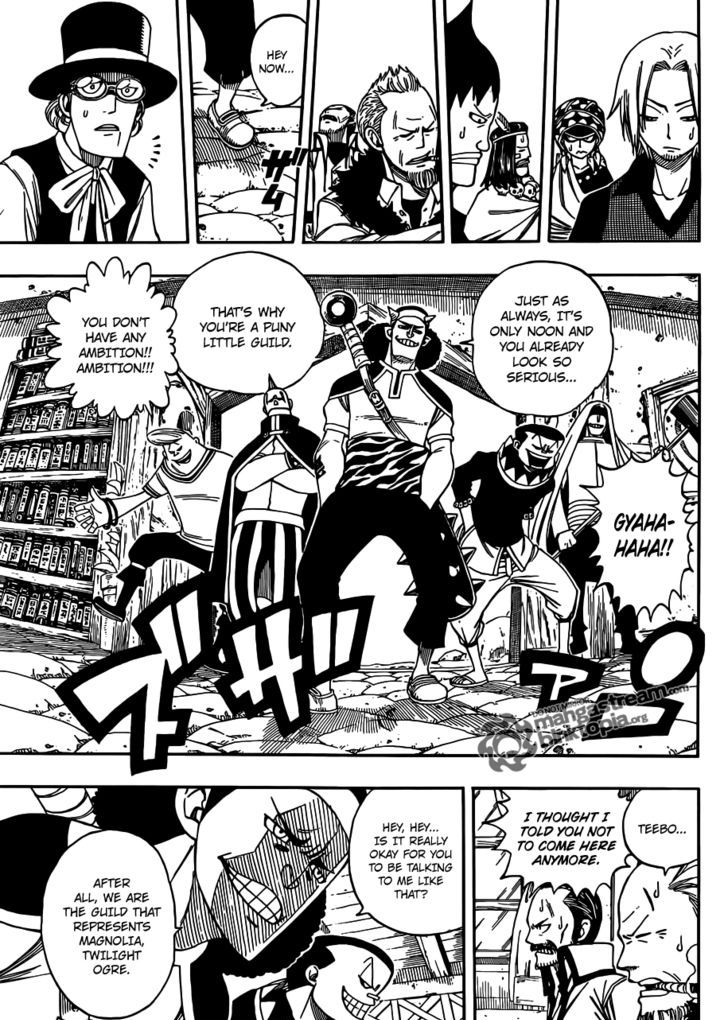 HEY
NOW...
ザッ
JUST AS
ALWAYS, IT'S
ONLY NOON AND
YOU ALREADY
LOOK SO
SERIOUS...
THAT'S WHY
YOU'RE A PUNY
LITTLE GUILD.
YOU DON'T
HAVE ANY
AMBITION!!
AMBITION!!!
GYAHA-
HAHA!!
mangastream.com
binktopia.org
TEEBO...
I THOUGHT I
TOLD YOU NOT
TO COME HERE
ANYMORE.
HEY, HEY...
IS IT REALLY
OKAY FOR YOU
TO BE TALKING
TO ME LIKE
THAT?
AFTER
ALL, WE ARE
THE GUILD THAT
REPRESENTS
MAGNOLIA,
TWILIGHT
OGRE.